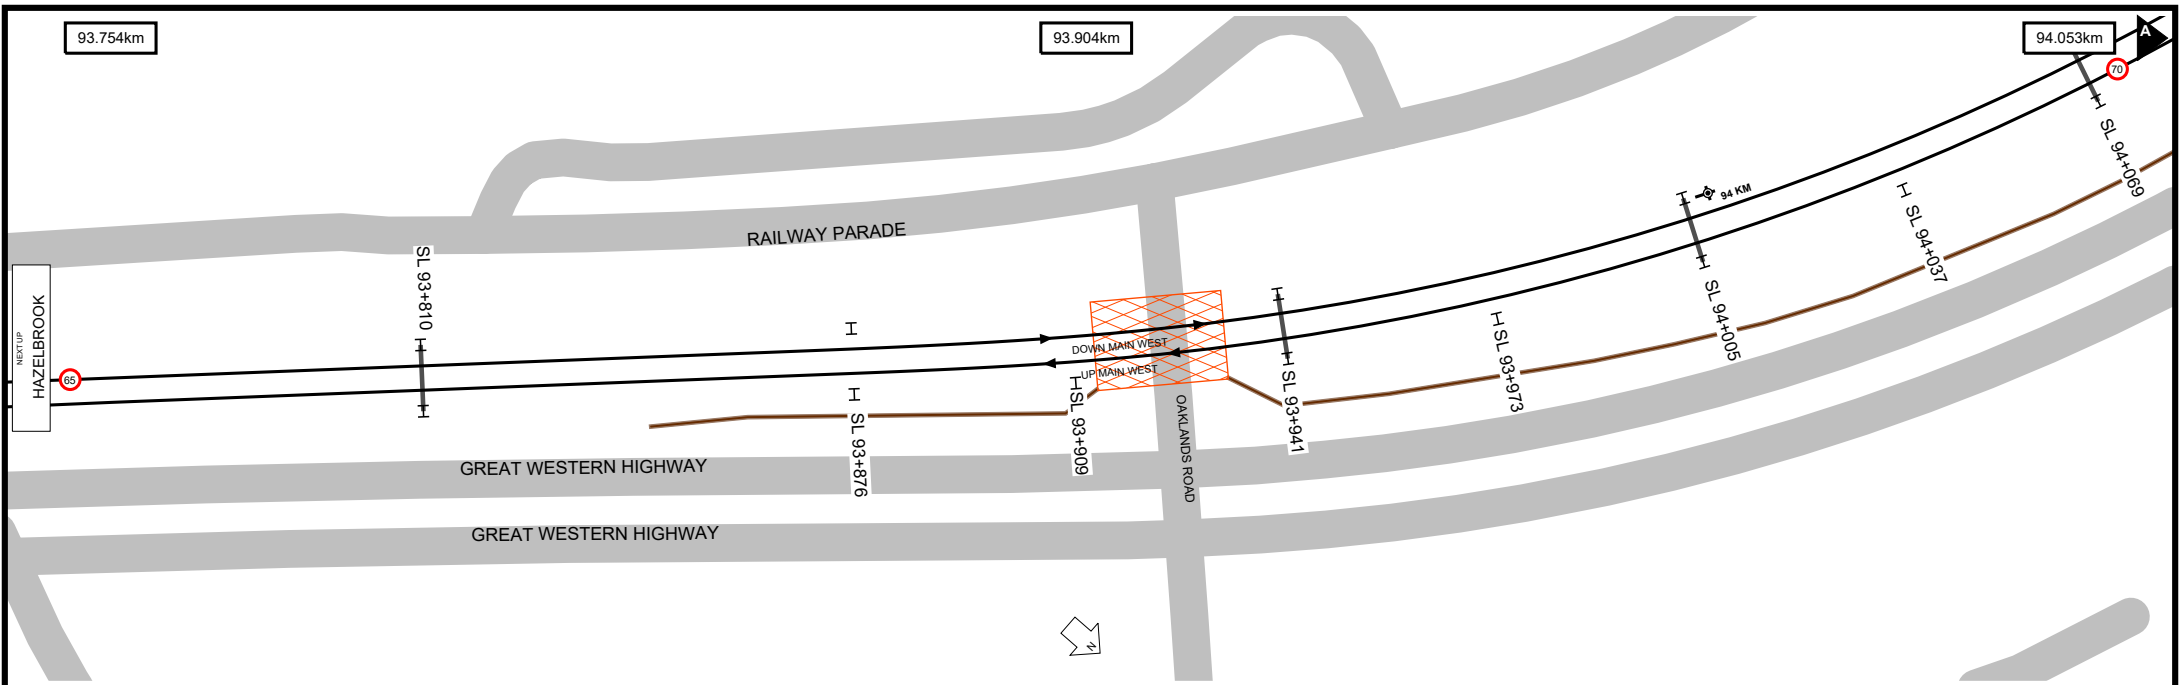 93.754km
93.904km
94.053km
A
70
SL 94+069
94 KM
SL 94+037
RAILWAY PARADE
SL 93+810
NEXT UP
HAZELBROOK
65
DOWN MAIN WEST
UP MAIN WEST
SL 94+005
SL 93+973
SL 93+941
SL 93+909
SL 93+876
OAKLANDS ROAD
GREAT WESTERN HIGHWAY
GREAT WESTERN HIGHWAY
N